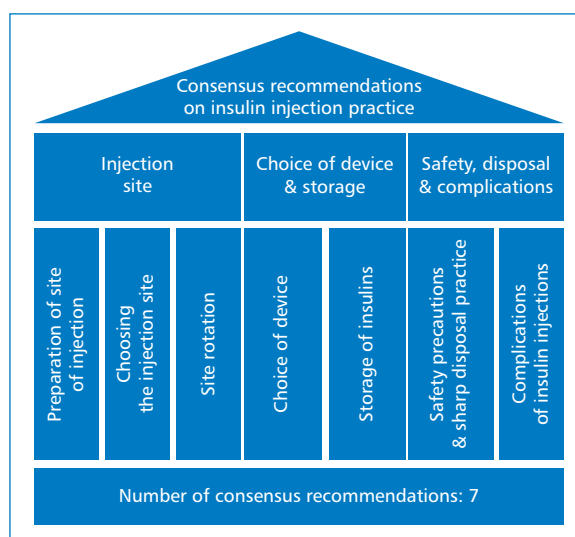 Consensus recommendations
on insulin injection practice
Injection
site
Choice of device
& storage
Safety, disposal
& complications
Preparation of site
of injection
Choosing
the injection site
Site rotation
Choice of device
Storage of insulins
Safety precautions
& sharp disposal practice
Complications
of insulin injections
Number of consensus recommendations: 7